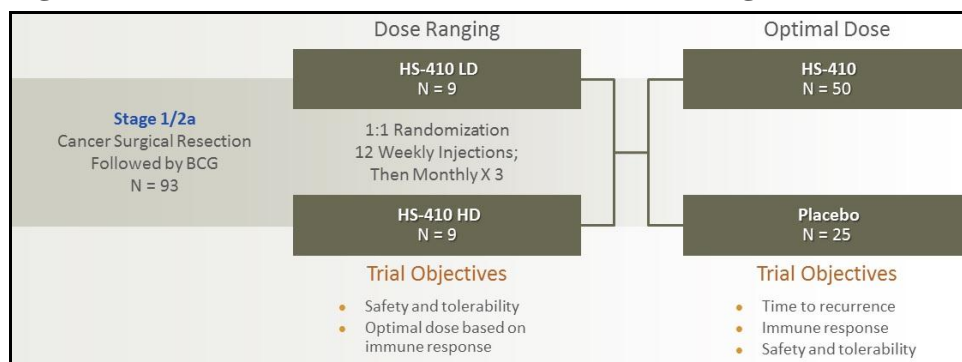 Dose Ranging
Optimal Dose
HS-410 LD
N = 9
HS-410
N = 50
Stage 1/2a
Cancer Surgical Resection
Followed by BCG
N = 93
1:1 Randomization
12 Weekly Injections;
Then Monthly X 3
HS-410 HD
N = 9
Placebo
N = 25
Trial Objectives
• Safety and tolerability
• Optimal dose based on
immune response
Trial Objectives
• Time to recurrence
• Immune response
• Safety and tolerability